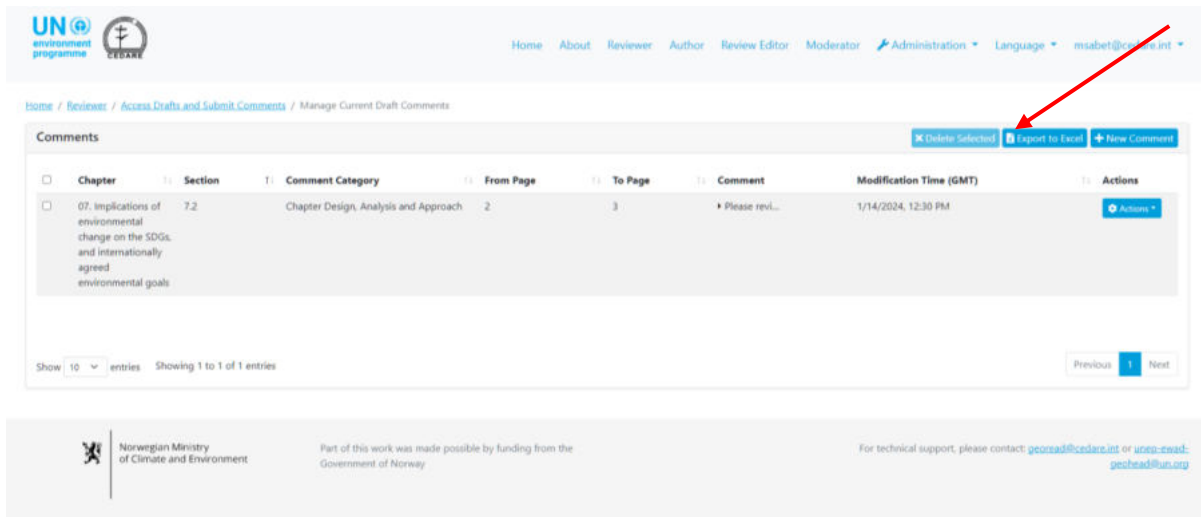 UN
environment
programme
CEDARE
Home About Reviewer Author Review Editor Moderator Administration Language msabet@cedare.int
Home / Reviewer / Access Drafts and Submit Comments / Manage Current Draft Comments
Comments
Delete Selected Export to Excel New Comment
Chapter Section Comment Category From Page To Page Comment Modification Time (GMT) Actions
07. Implications of 7.2 Chapter Design, Analysis and Approach 2 3 Please revi... 1/14/2024, 12:30 PM Actions
environmental
change on the SDGs,
and internationally
agreed
environmental goals
Show 10 entries Showing 1 to 1 of 1 entries Previous 1 Next
Norwegian Ministry
of Climate and Environment
Part of this work was made possible by funding from the
Government of Norway
For technical support, please contact: georead@cedare.int or unep-ewad-
geohead@un.org